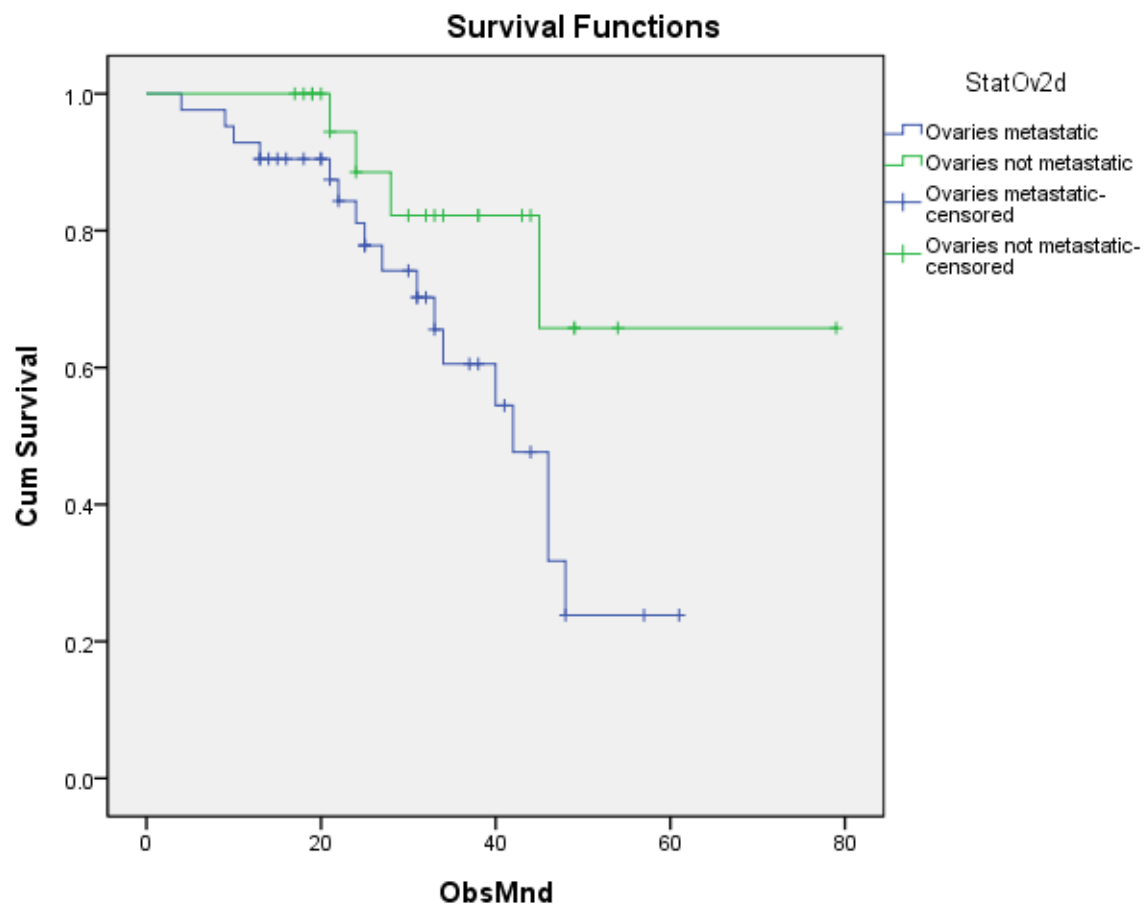 Survival Functions
StatOv2d
Ovaries metastatic
Ovaries not metastatic
Ovaries metastatic-
censored
Ovaries not metastatic-
censored
1.0
0.8
0.6
0.4
0.2
0.0
Cum Survival
0 20 40 60 80
ObsMnd